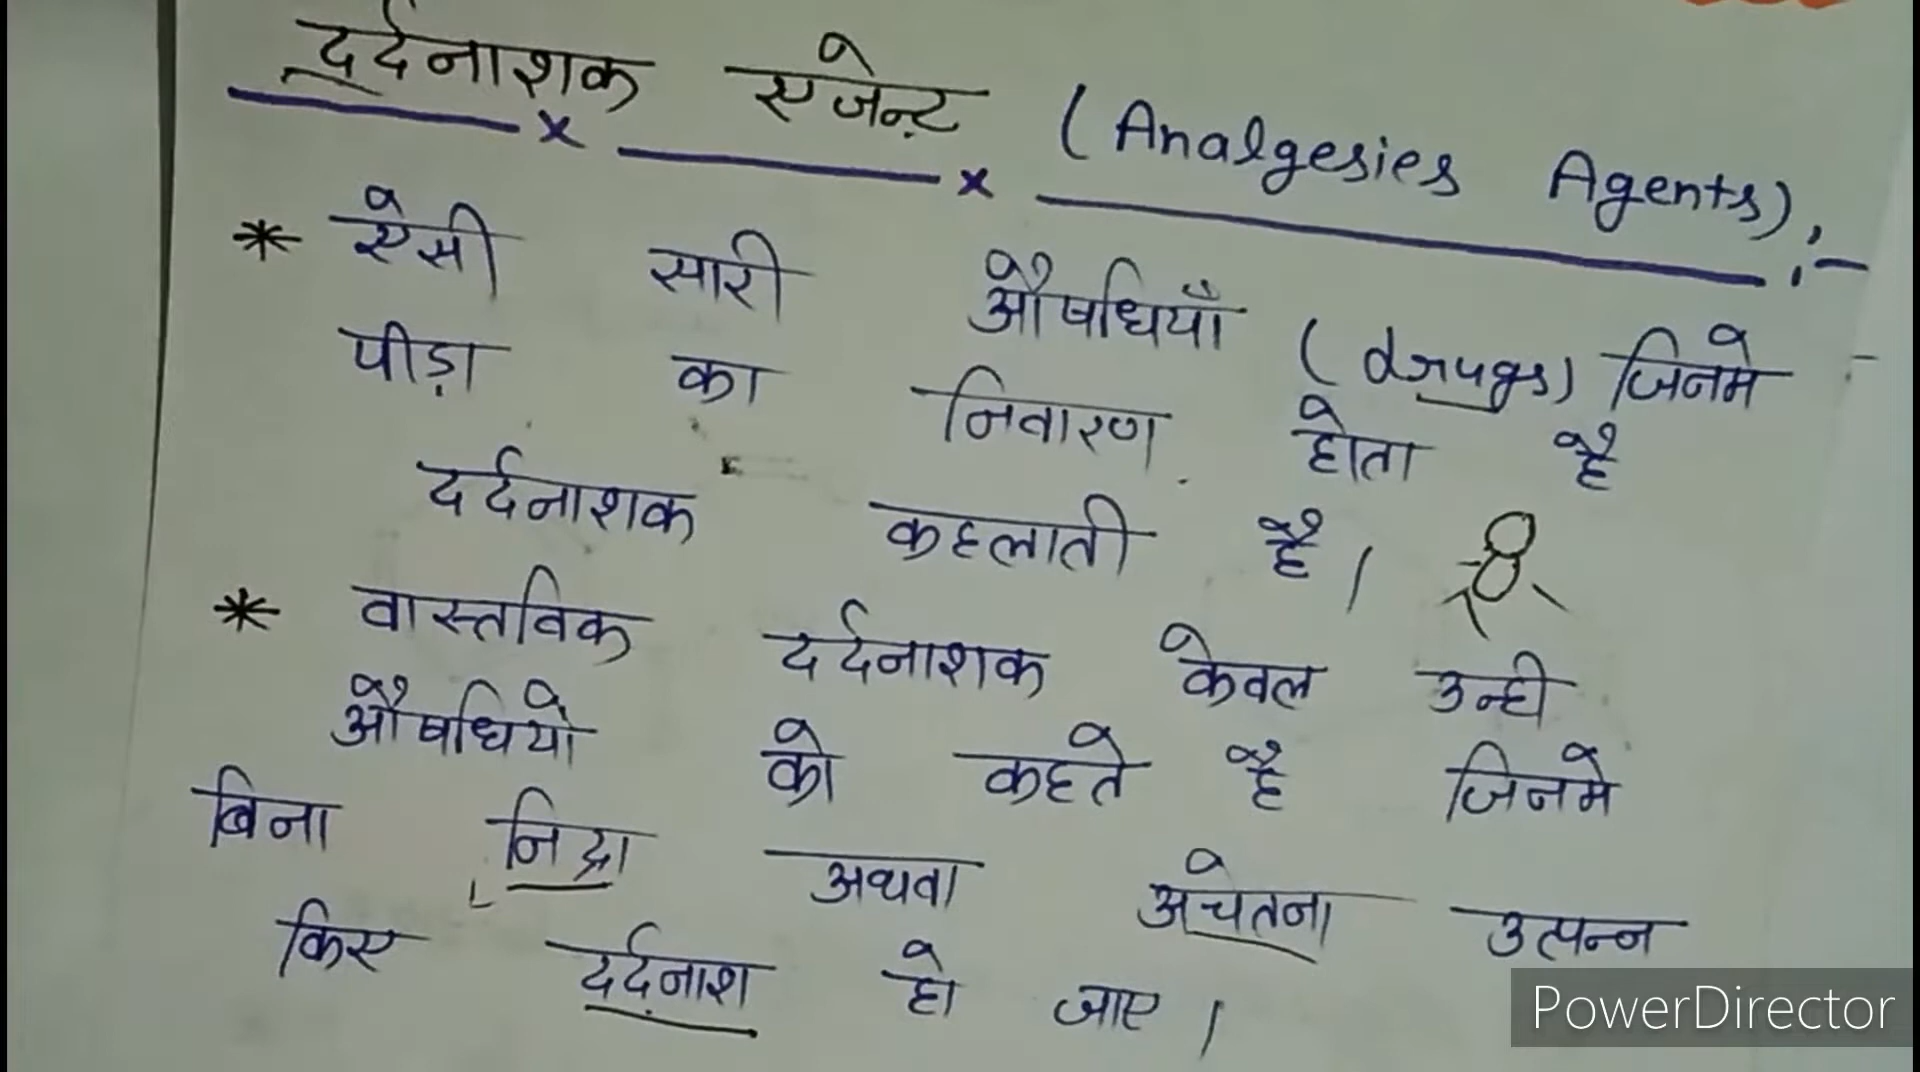 दर्दनाशक एजेन्ट (Analgesics Agents) :-
* ऐसी सारी औषधियाँ (drugs) जिनमे
पीड़ा का निवारण होता है
दर्दनाशक कहलाती है।
* वास्तविक दर्दनाशक केवल उन्ही
औषधियो को कहते है जिनमे
बिना निद्रा अथवा अचेतना उत्पन्न
किए दर्दनाश हो जाए।
PowerDirector